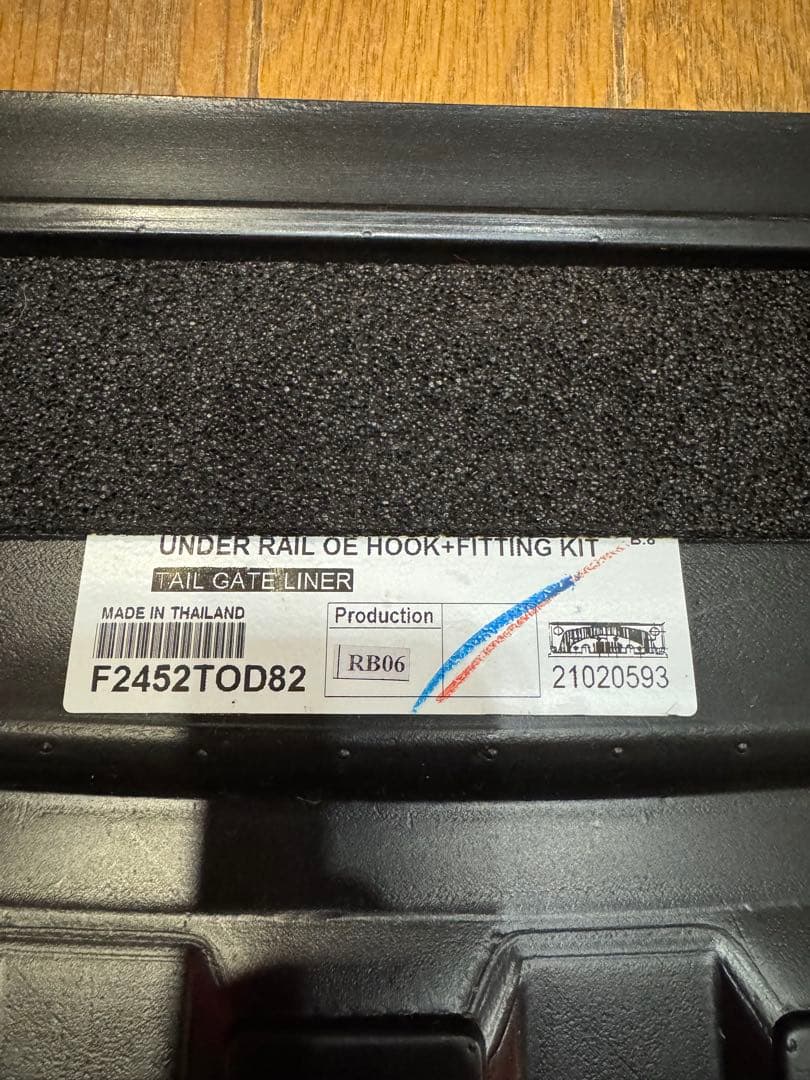 UNDER RAIL OE HOOK+FITTING KIT
TAIL GATE LINER
MADE IN THAILAND
F2452TOD82
Production
RB06
21020593